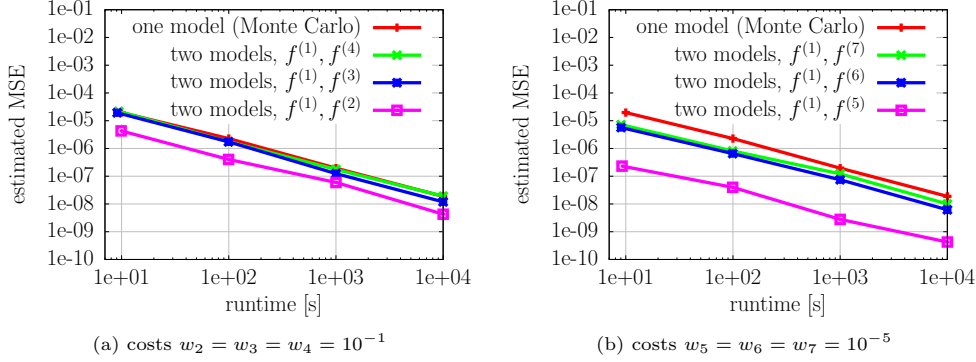 1e-01
1e-02
1e-03
1e-04
1e-05
1e-06
1e-07
1e-08
1e-09
1e-10
estimated MSE
one model (Monte Carlo)
two models, f^(1), f^(4)
two models, f^(1), f^(3)
two models, f^(1), f^(2)
1e+01 1e+02 1e+03 1e+04
runtime [s]
(a) costs w_2 = w_3 = w_4 = 10^-1
1e-01
1e-02
1e-03
1e-04
1e-05
1e-06
1e-07
1e-08
1e-09
1e-10
estimated MSE
one model (Monte Carlo)
two models, f^(1), f^(7)
two models, f^(1), f^(6)
two models, f^(1), f^(5)
1e+01 1e+02 1e+03 1e+04
runtime [s]
(b) costs w_5 = w_6 = w_7 = 10^-5